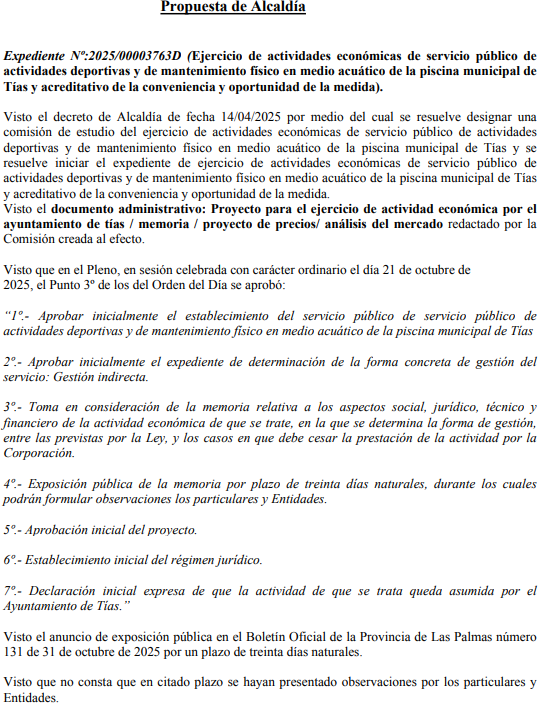 Propuesta de Alcaldía
Expediente Nº:2025/00003763D (Ejercicio de actividades económicas de servicio público de
actividades deportivas y de mantenimiento físico en medio acuático de la piscina municipal de
Tías y acreditativo de la conveniencia y oportunidad de la medida).
Visto el decreto de Alcaldía de fecha 14/04/2025 por medio del cual se resuelve designar una
comisión de estudio del ejercicio de actividades económicas de servicio público de actividades
deportivas y de mantenimiento físico en medio acuático de la piscina municipal de Tías y se
resuelve iniciar el expediente de ejercicio de actividades económicas de servicio público de
actividades deportivas y de mantenimiento físico en medio acuático de la piscina municipal de Tías
y acreditativo de la conveniencia y oportunidad de la medida.
Visto el documento administrativo: Proyecto para el ejercicio de actividad económica por el
ayuntamiento de tías / memoria / proyecto de precios/ análisis del mercado redactado por la
Comisión creada al efecto.
Visto que en el Pleno, en sesión celebrada con carácter ordinario el día 21 de octubre de
2025, el Punto 3º de los del Orden del Día se aprobó:
“1º.- Aprobar inicialmente el establecimiento del servicio público de servicio público de
actividades deportivas y de mantenimiento físico en medio acuático de la piscina municipal de Tías
2º.- Aprobar inicialmente el expediente de determinación de la forma concreta de gestión del
servicio: Gestión indirecta.
3º.- Toma en consideración de la memoria relativa a los aspectos social, jurídico, técnico y
financiero de la actividad económica de que se trate, en la que se determina la forma de gestión,
entre las previstas por la Ley, y los casos en que debe cesar la prestación de la actividad por la
Corporación.
4º.- Exposición pública de la memoria por plazo de treinta días naturales, durante los cuales
podrán formular observaciones los particulares y Entidades.
5º.- Aprobación inicial del proyecto.
6º.- Establecimiento inicial del régimen jurídico.
7º.- Declaración inicial expresa de que la actividad de que se trata queda asumida por el
Ayuntamiento de Tías.”
Visto el anuncio de exposición pública en el Boletín Oficial de la Provincia de Las Palmas número
131 de 31 de octubre de 2025 por un plazo de treinta días naturales.
Visto que no consta que en citado plazo se hayan presentado observaciones por los particulares y
Entidades.